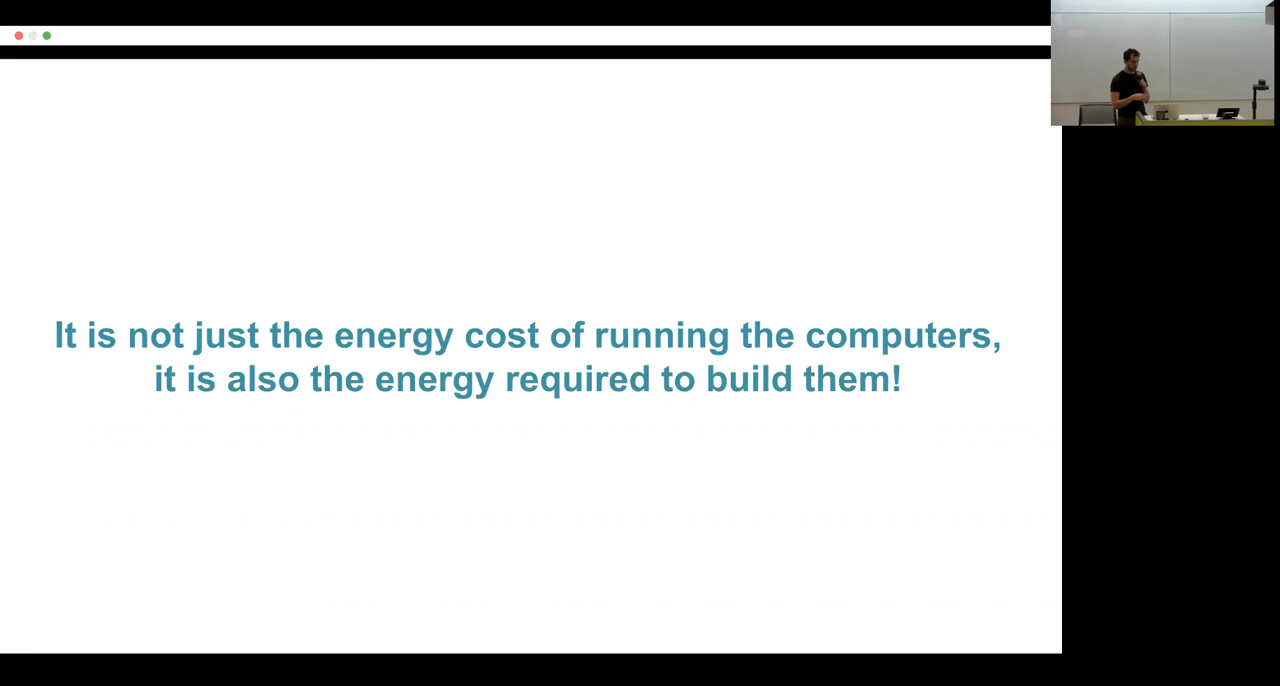 It is not just the energy cost of running the computers,
it is also the energy required to build them!